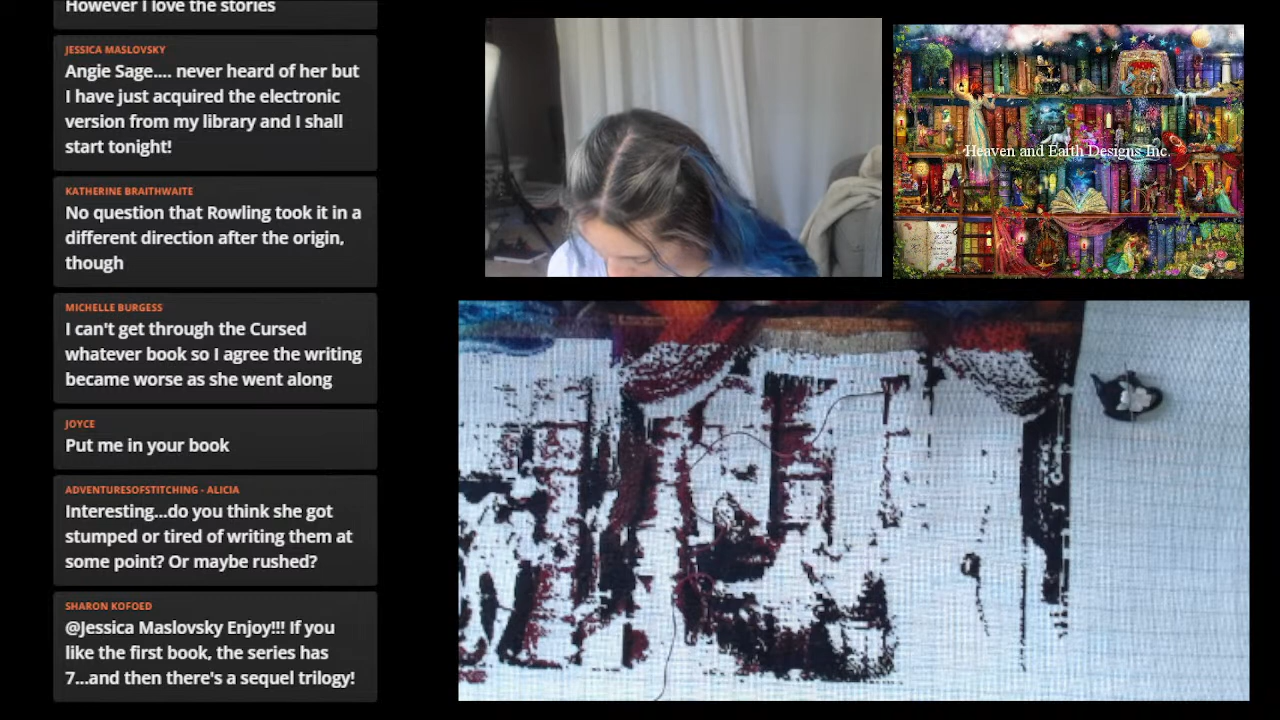 However I love the stories
JESSICA MASLOVSKY
Angie Sage.... never heard of her but
I have just acquired the electronic
version from my library and I shall
start tonight!
KATHERINE BRAITHWAITE
No question that Rowling took it in a
different direction after the origin,
though
MICHELLE BURGESS
I can't get through the Cursed
whatever book so I agree the writing
became worse as she went along
JOYCE
Put me in your book
ADVENTURESOFSTITCHING - ALICIA
Interesting...do you think she got
stumped or tired of writing them at
some point? Or maybe rushed?
SHARON KOFOED
@Jessica Maslovsky Enjoy!!! If you
like the first book, the series has
7...and then there's a sequel trilogy!
Heaven and Earth Designs Inc.